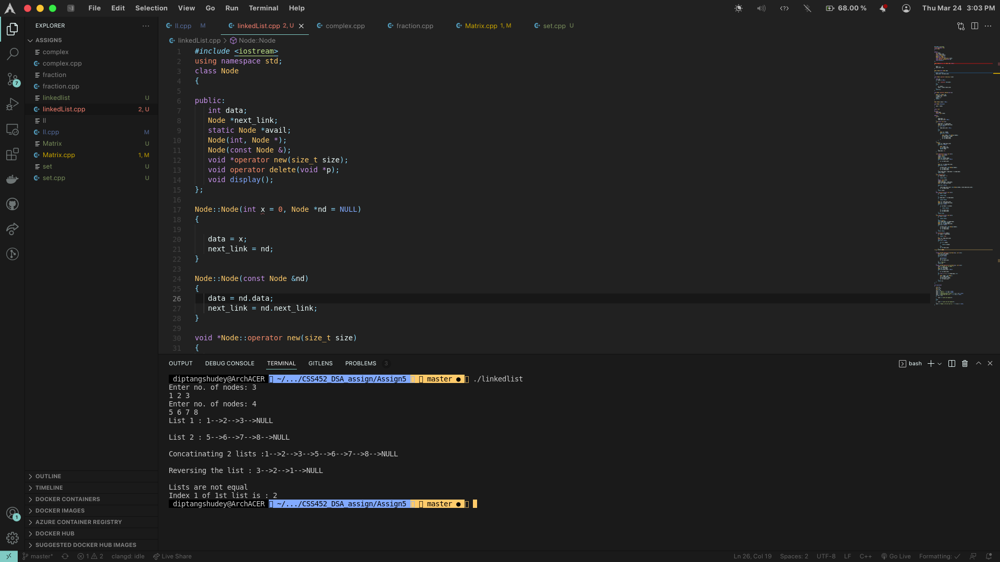 File Edit Selection View Go Run Terminal Help 68.00 % Thu Mar 24 3:03 PM
EXPLORER
ll.cpp M linkedList.cpp 2, U complex.cpp fraction.cpp Matrix.cpp 1, M set.cpp U
ASSIGN5
complex
complex.cpp
fraction
fraction.cpp
linkedlist U
linkedList.cpp 2, U
ll
ll.cpp M
Matrix U
Matrix.cpp 1, M
set U
set.cpp U
OUTLINE
TIMELINE
DOCKER CONTAINERS
DOCKER IMAGES
AZURE CONTAINER REGISTRY
DOCKER HUB
SUGGESTED DOCKER HUB IMAGES
7
1
linkedList.cpp > Node::Node
1 #include <iostream>
2 using namespace std;
3 class Node
4 {
5
6 public:
7 int data;
8 Node *next_link;
9 static Node *avail;
10 Node(int, Node *);
11 Node(const Node &);
12 void *operator new(size_t size);
13 void operator delete(void *p);
14 void display();
15 };
16
17 Node::Node(int x = 0, Node *nd = NULL)
18 {
19
20 data = x;
21 next_link = nd;
22 }
23
24 Node::Node(const Node &nd)
25 {
26 data = nd.data;
27 next_link = nd.next_link;
28 }
29
30 void *Node::operator new(size_t size)
31 {
OUTPUT DEBUG CONSOLE TERMINAL GITLENS PROBLEMS 3 bash
diptangshudey@ArchACER ~/.../CSS452_DSA_assign/Assign5 master ● ./linkedlist
Enter no. of nodes: 3
1 2 3
Enter no. of nodes: 4
5 6 7 8
List 1 : 1-->2-->3-->NULL
List 2 : 5-->6-->7-->8-->NULL
Concatinating 2 lists :1-->2-->3-->5-->6-->7-->8-->NULL
Reversing the list : 3-->2-->1-->NULL
Lists are not equal
Index 1 of 1st list is : 2
diptangshudey@ArchACER ~/.../CSS452_DSA_assign/Assign5 master ●
master* 1 2 clangd: idle Live Share Ln 26, Col 19 Spaces: 2 UTF-8 LF C++ Go Live Formatting: ✓